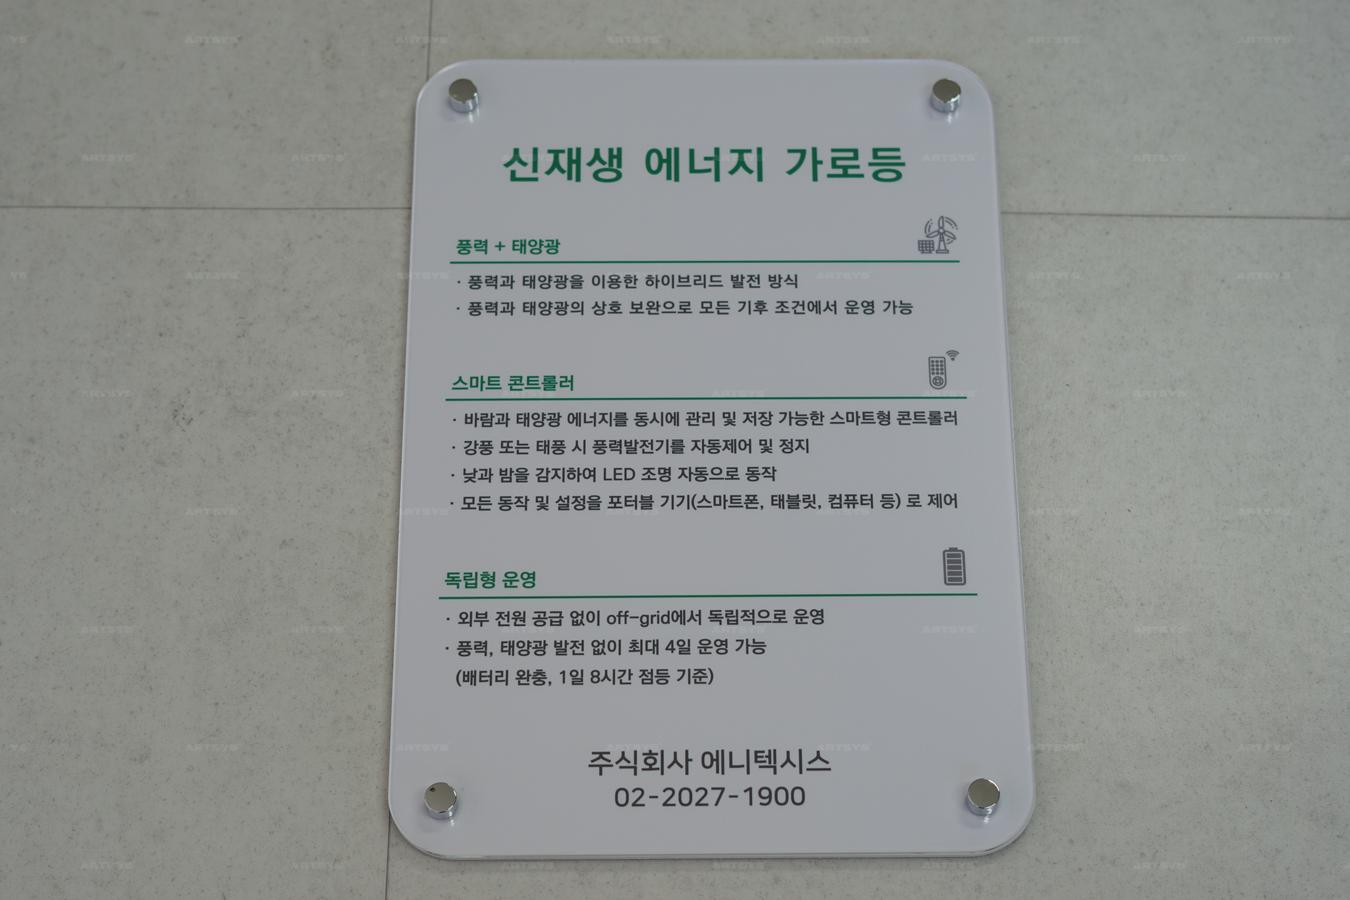 신재생 에너지 가로등
풍력 + 태양광
· 풍력과 태양광을 이용한 하이브리드 발전 방식
· 풍력과 태양광의 상호 보완으로 모든 기후 조건에서 운영 가능
스마트 콘트롤러
· 바람과 태양광 에너지를 동시에 관리 및 저장 가능한 스마트형 콘트롤러
· 강풍 또는 태풍 시 풍력발전기를 자동제어 및 정지
· 낮과 밤을 감지하여 LED 조명 자동으로 동작
· 모든 동작 및 설정을 포터블 기기(스마트폰, 태블릿, 컴퓨터 등) 로 제어
독립형 운영
· 외부 전원 공급 없이 off-grid에서 독립적으로 운영
· 풍력, 태양광 발전 없이 최대 4일 운영 가능
(배터리 완충, 1일 8시간 점등 기준)
주식회사 에니텍시스
02-2027-1900